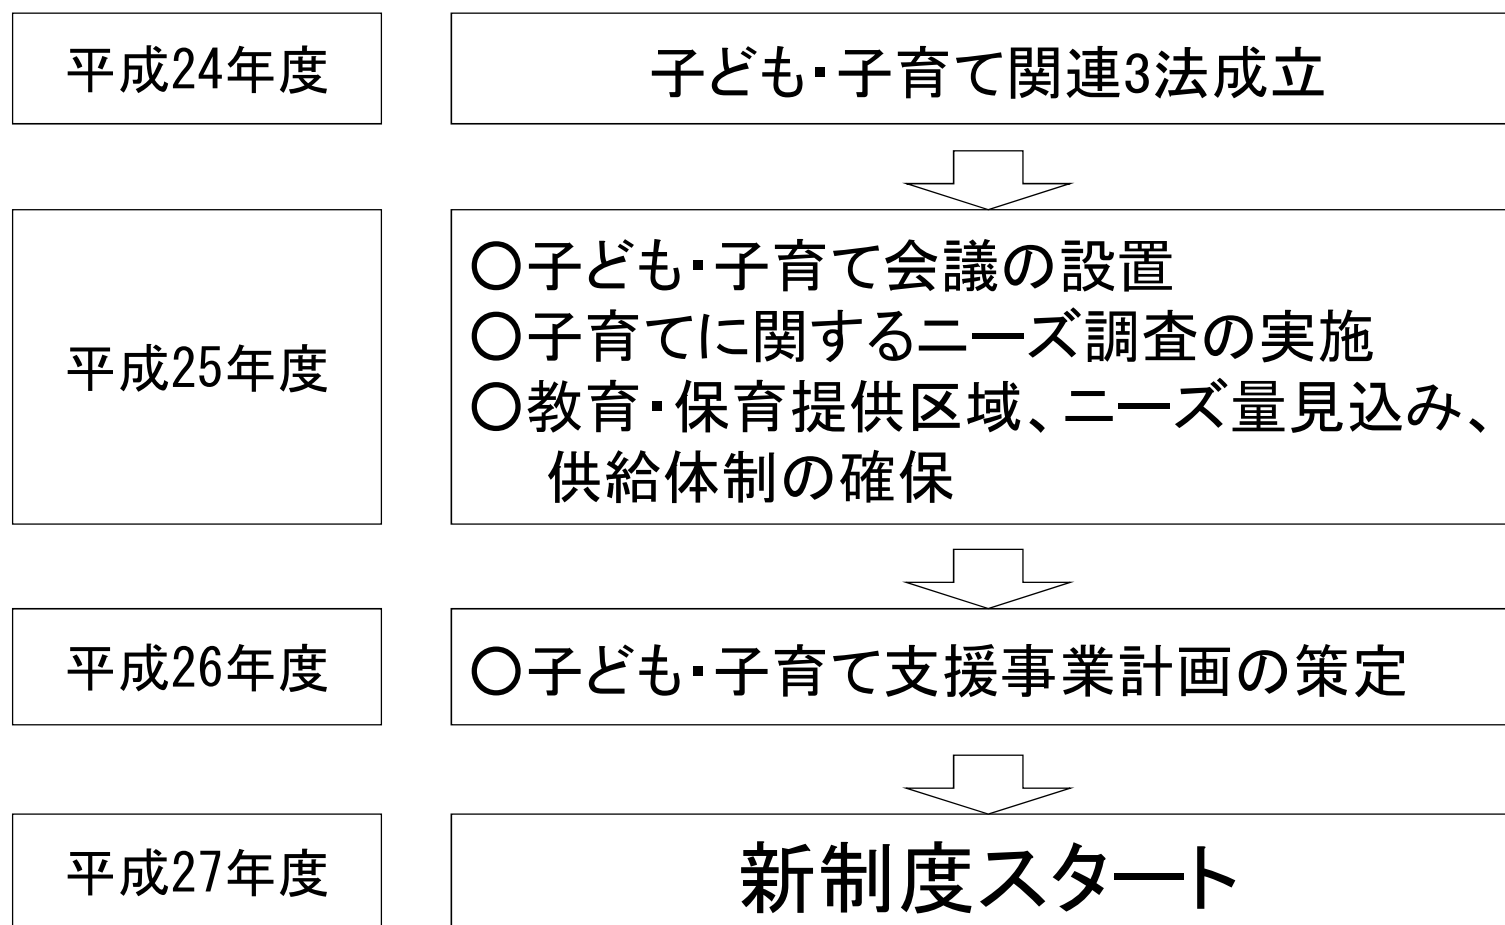 平成24年度
子ども・子育て関連3法成立
平成25年度
〇子ども・子育て会議の設置
〇子育てに関するニーズ調査の実施
〇教育・保育提供区域、ニーズ量見込み、
供給体制の確保
平成26年度
〇子ども・子育て支援事業計画の策定
平成27年度
新制度スタート